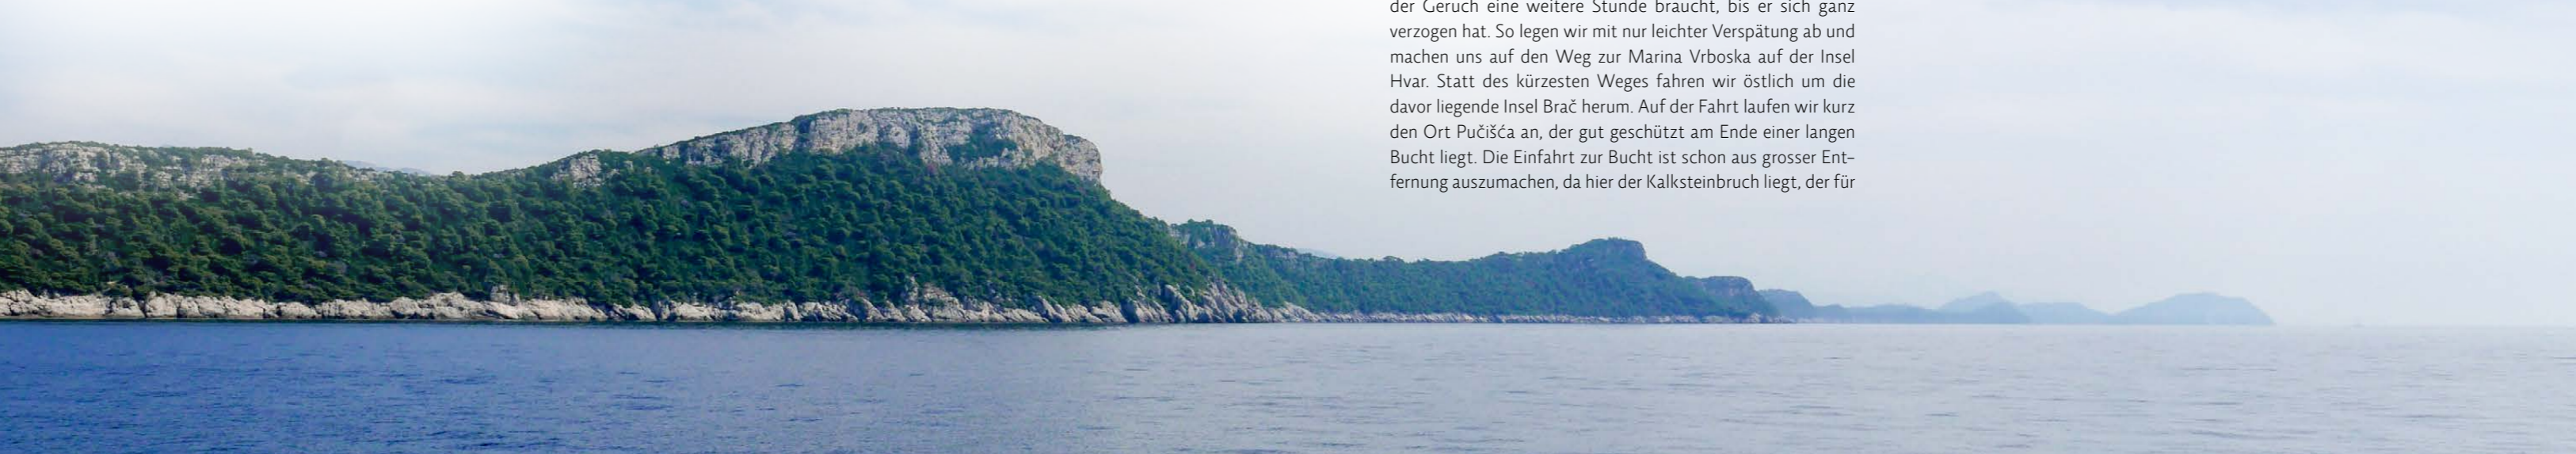 der Geruch eine weitere Stunde braucht, bis er sich ganz
verzogen hat. So legen wir mit nur leichter Verspätung ab und
machen uns auf den Weg zur Marina Vrboska auf der Insel
Hvar. Statt des kürzesten Weges fahren wir östlich um die
davor liegende Insel Brač herum. Auf der Fahrt laufen wir kurz
den Ort Pučišća an, der gut geschützt am Ende einer langen
Bucht liegt. Die Einfahrt zur Bucht ist schon aus grosser Ent-
fernung auszumachen, da hier der Kalksteinbruch liegt, der für